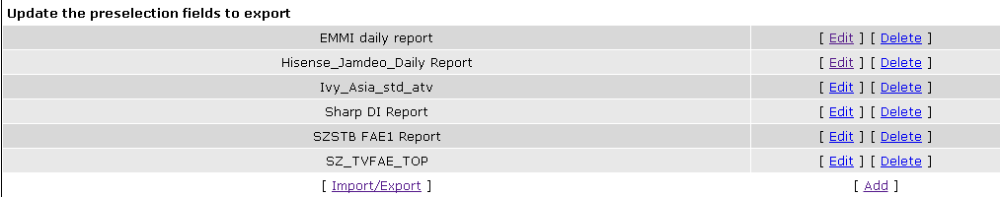 Update the preselection fields to export
EMMI daily report [ Edit ] [ Delete ]
Hisense_Jamdeo_Daily Report [ Edit ] [ Delete ]
Ivy_Asia_std_atv [ Edit ] [ Delete ]
Sharp DI Report [ Edit ] [ Delete ]
SZSTB FAE1 Report [ Edit ] [ Delete ]
SZ_TVFAE_TOP [ Edit ] [ Delete ]
[ Import/Export ] [ Add ]